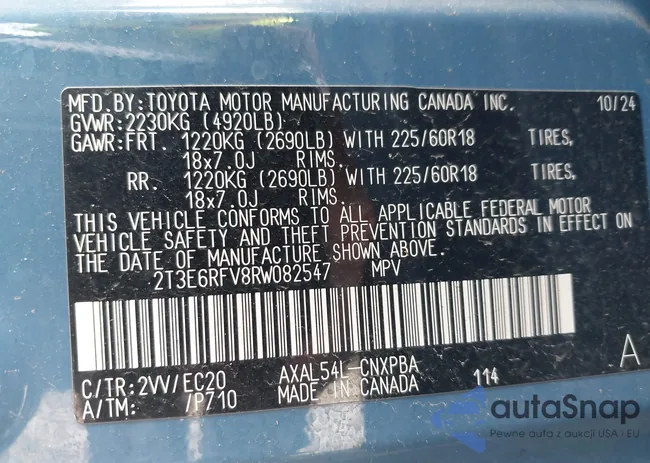 MFD.BY:TOYOTA MOTOR MANUFACTURING CANADA INC. 10/24
GVWR:2230KG (4920LB)
GAWR:FRT. 1220KG (2690LB) WITH 225/60R18 TIRES,
18x7.0J RIMS.
RR. 1220KG (2690LB) WITH 225/60R18 TIRES,
18x7.0J RIMS.
THIS VEHICLE CONFORMS TO ALL APPLICABLE FEDERAL MOTOR
VEHICLE SAFETY AND THEFT PREVENTION STANDARDS IN EFFECT ON
THE DATE OF MANUFACTURE SHOWN ABOVE.
2T3E6RFV8RW082547 MPV
A
C/TR:2VV/EC20 AXAL54L-CNXPBA 114
A/TM: /P710 MADE IN CANADA
autaSnap
Pewne auta z aukcji USA i EU